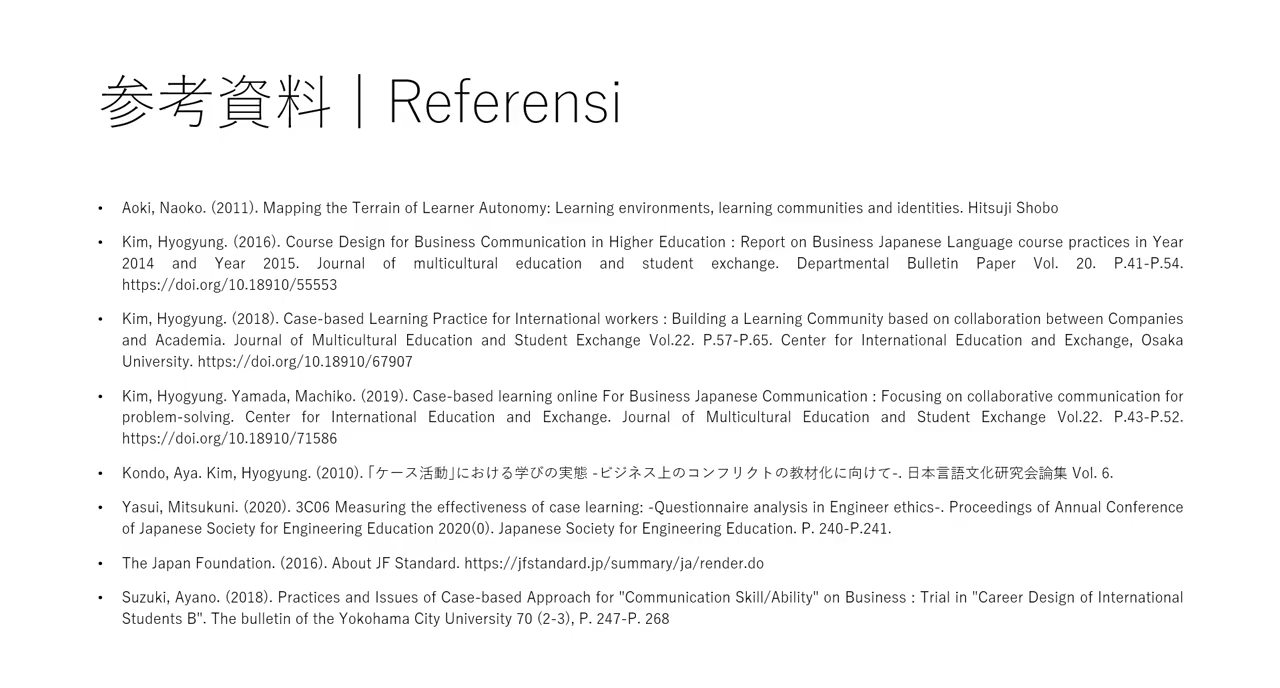 参考資料 | Referensi
• Aoki, Naoko. (2011). Mapping the Terrain of Learner Autonomy: Learning environments, learning communities and identities. Hitsuji Shobo
• Kim, Hyogyung. (2016). Course Design for Business Communication in Higher Education : Report on Business Japanese Language course practices in Year
2014 and Year 2015. Journal of multicultural education and student exchange. Departmental Bulletin Paper Vol. 20. P.41-P.54.
https://doi.org/10.18910/55553
• Kim, Hyogyung. (2018). Case-based Learning Practice for International workers : Building a Learning Community based on collaboration between Companies
and Academia. Journal of Multicultural Education and Student Exchange Vol.22. P.57-P.65. Center for International Education and Exchange, Osaka
University. https://doi.org/10.18910/67907
• Kim, Hyogyung. Yamada, Machiko. (2019). Case-based learning online For Business Japanese Communication : Focusing on collaborative communication for
problem-solving. Center for International Education and Exchange. Journal of Multicultural Education and Student Exchange Vol.22. P.43-P.52.
https://doi.org/10.18910/71586
• Kondo, Aya. Kim, Hyogyung. (2010). ｢ケース活動｣における学びの実態 -ビジネス上のコンフリクトの教材化に向けて-. 日本言語文化研究会論集 Vol. 6.
• Yasui, Mitsukuni. (2020). 3C06 Measuring the effectiveness of case learning: -Questionnaire analysis in Engineer ethics-. Proceedings of Annual Conference
of Japanese Society for Engineering Education 2020(0). Japanese Society for Engineering Education. P. 240-P.241.
• The Japan Foundation. (2016). About JF Standard. https://jfstandard.jp/summary/ja/render.do
• Suzuki, Ayano. (2018). Practices and Issues of Case-based Approach for "Communication Skill/Ability" on Business : Trial in "Career Design of International
Students B". The bulletin of the Yokohama City University 70 (2-3), P. 247-P. 268